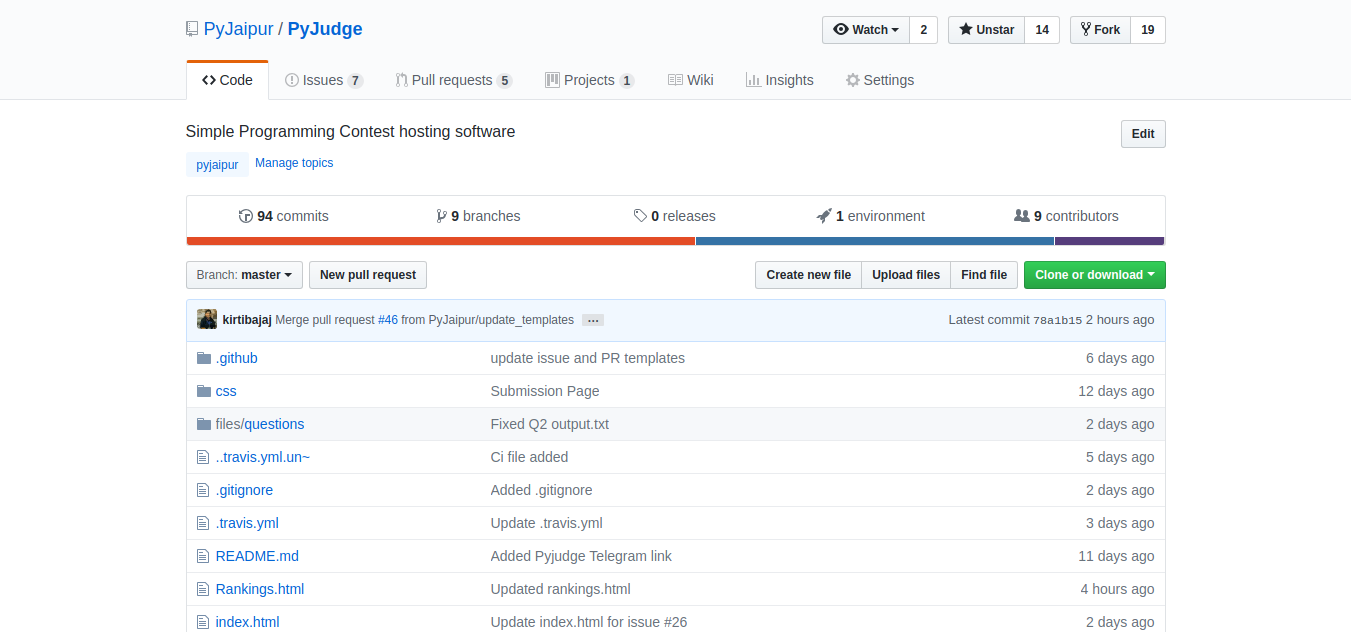 PyJaipur / PyJudge
Watch 2 Unstar 14 Fork 19
Code Issues 7 Pull requests 5 Projects 1 Wiki Insights Settings
Simple Programming Contest hosting software
Edit
pyjaipur Manage topics
94 commits 9 branches 0 releases 1 environment 9 contributors
Branch: master New pull request Create new file Upload files Find file Clone or download
kirtibajaj Merge pull request #46 from PyJaipur/update_templates … Latest commit 78a1b15 2 hours ago
.github update issue and PR templates 6 days ago
css Submission Page 12 days ago
files/questions Fixed Q2 output.txt 2 days ago
..travis.yml.un~ Ci file added 5 days ago
.gitignore Added .gitignore 2 days ago
.travis.yml Update .travis.yml 3 days ago
README.md Added Pyjudge Telegram link 11 days ago
Rankings.html Updated rankings.html 4 hours ago
index.html Update index.html for issue #26 2 days ago